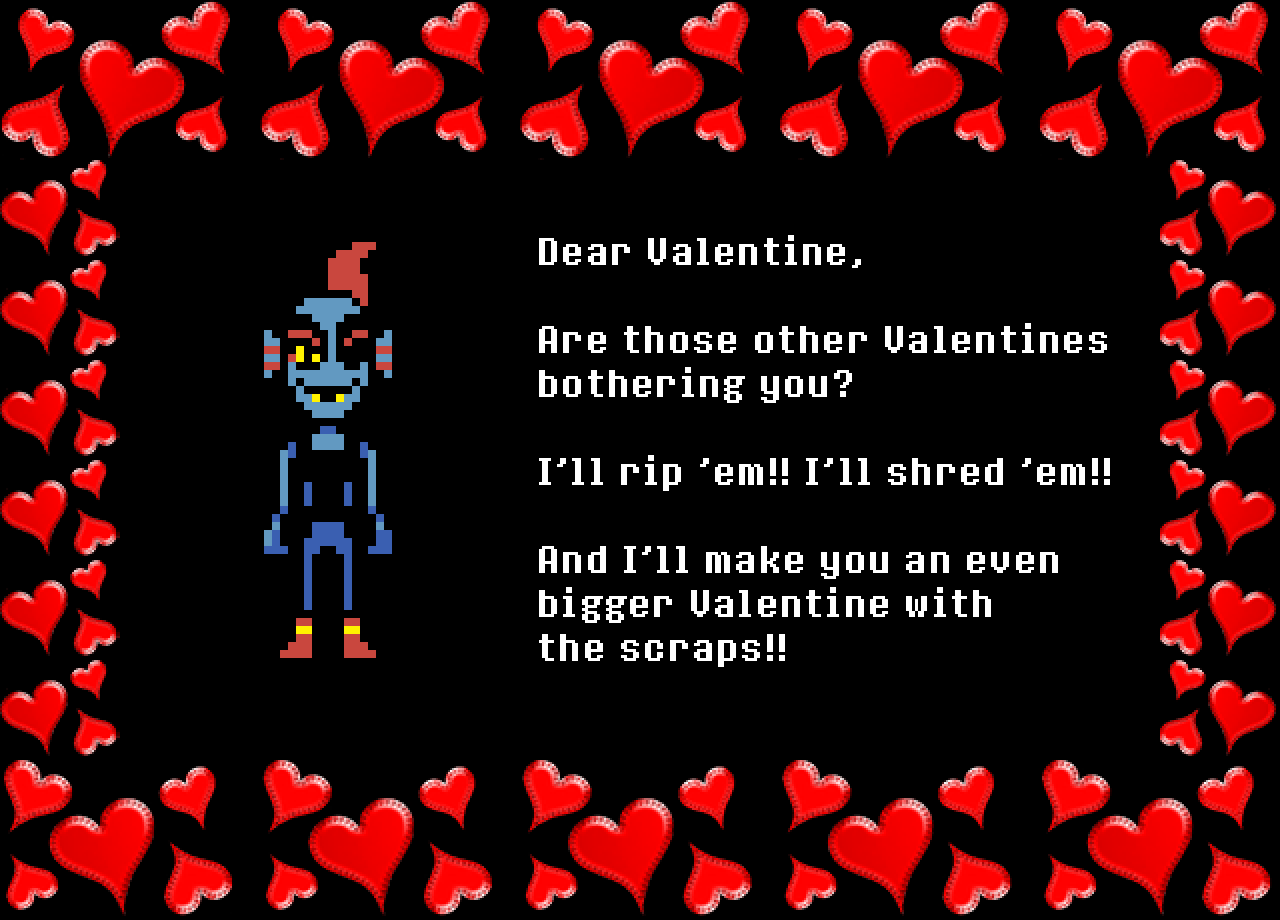 Dear Valentine,
Are those other Valentines
bothering you?
I'll rip 'em!! I'll shred 'em!!
And I'll make you an even
bigger Valentine with
the scraps!!